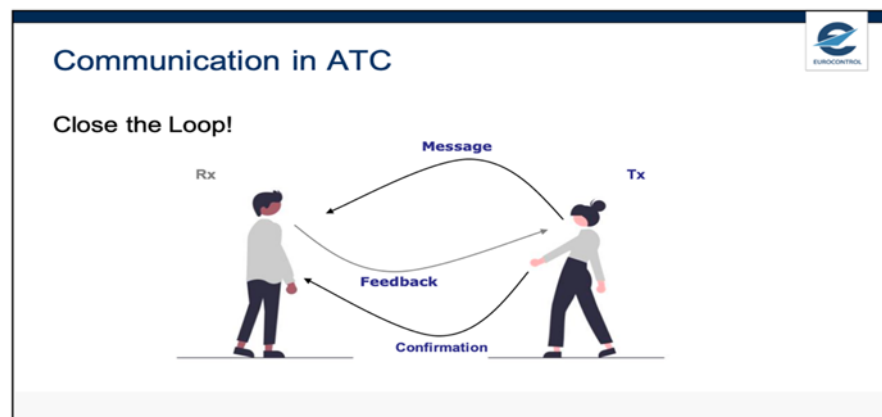 Communication in ATC
EUROCONTROL
Close the Loop!
Message
Rx
Tx
Feedback
Confirmation